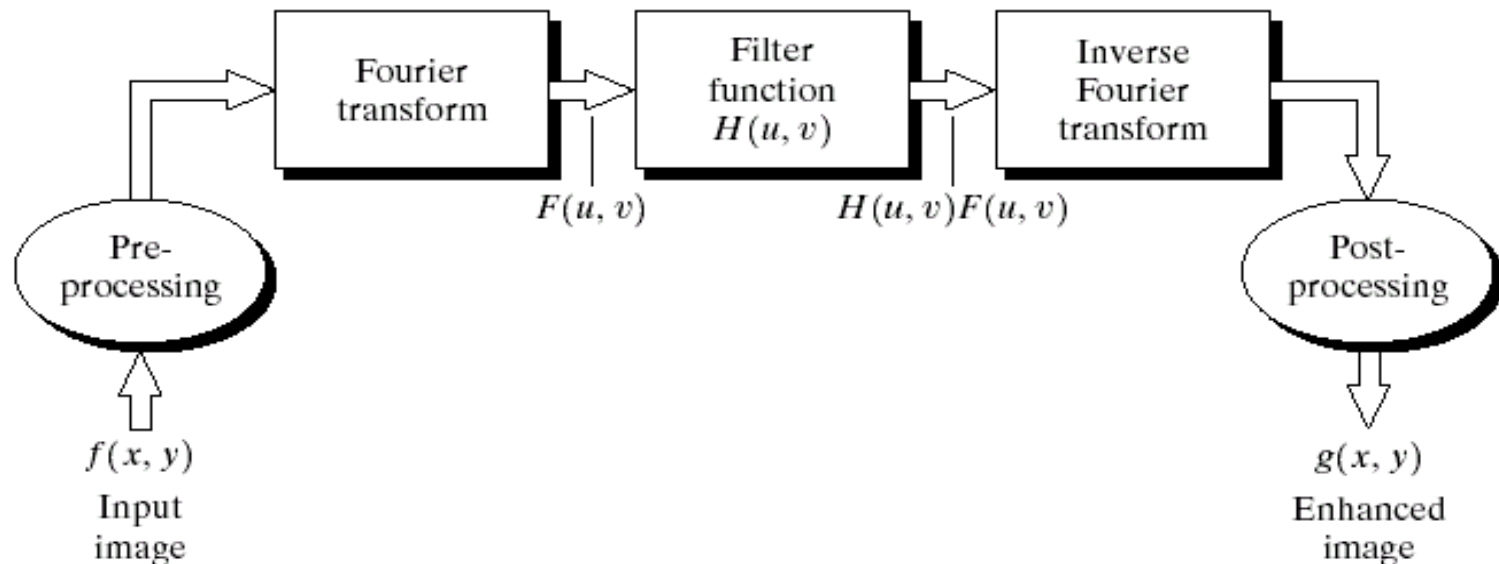 Fourier
transform
Filter
function
H(u, v)
Inverse
Fourier
transform
F(u, v)
H(u, v)F(u, v)
Pre-
processing
Post-
processing
f(x, y)
Input
image
g(x, y)
Enhanced
image